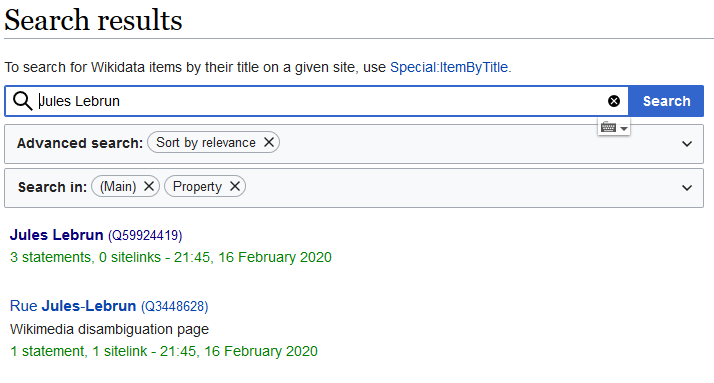 Search results
To search for Wikidata items by their title on a given site, use Special:ItemByTitle.
Jules Lebrun Search
Advanced search: Sort by relevance
Search in: (Main) Property
Jules Lebrun (Q59924419)
3 statements, 0 sitelinks - 21:45, 16 February 2020
Rue Jules-Lebrun (Q3448628)
Wikimedia disambiguation page
1 statement, 1 sitelink - 21:45, 16 February 2020